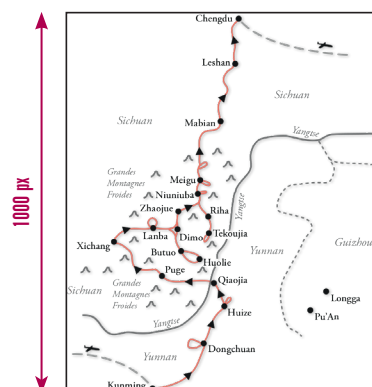 Chengdu
Leshan
Sichuan
Sichuan
Mabian
Yangtse
1000 px
Grandes
Montagnes
Froides
Meigu
Niuniuba
Zhaojue
Riha
Yangtse
Lanba
Dimo
Tekoujia
Xichang
Butuo
Yunnan
Guizhou
Huolie
Puge
Qiaojia
Sichuan
Grandes
Montagnes
Froides
Longga
Huize
Pu'An
Yangtse
Dongchuan
Yunnan
Kunming